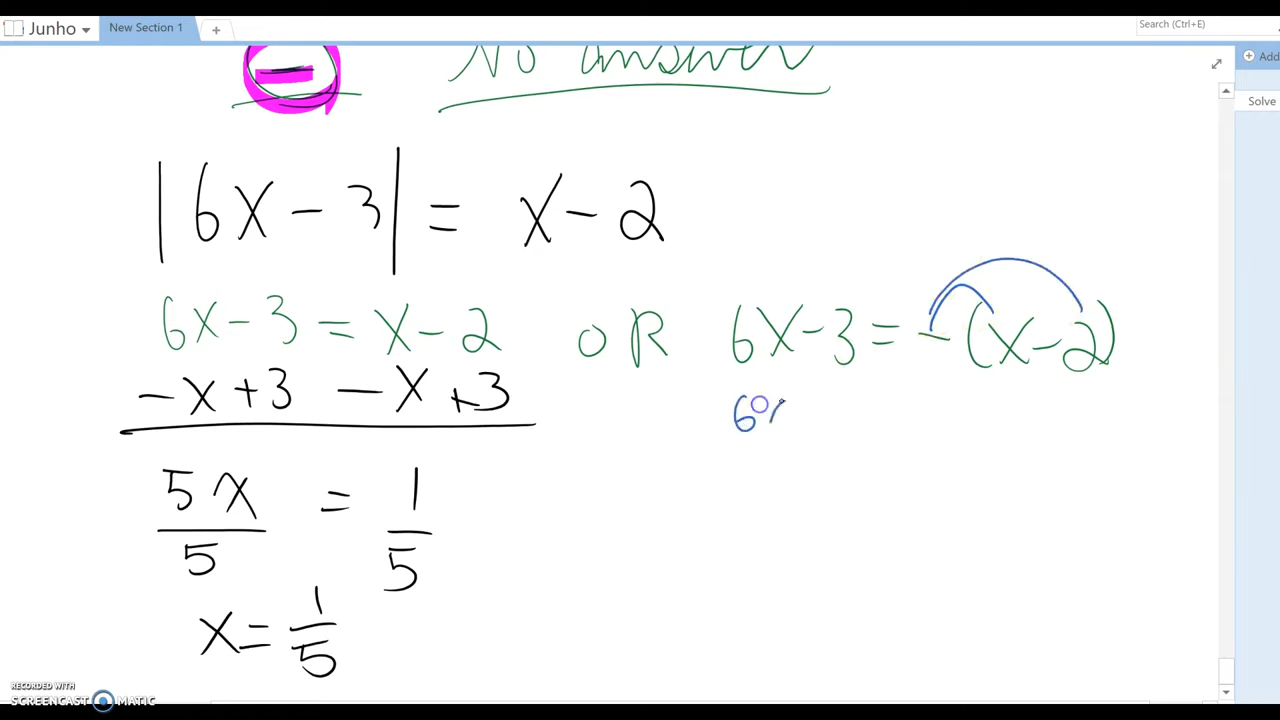 Junho
New Section 1
Search (Ctrl+E)
Add
Solve
— No answer
|6X - 3| = X - 2
6X - 3 = X - 2 OR 6X - 3 = -(X - 2)
-X +3 -X +3 6X
5X = 1
5 5
X = 1/5
RECORDED WITH
SCREENCAST MATIC